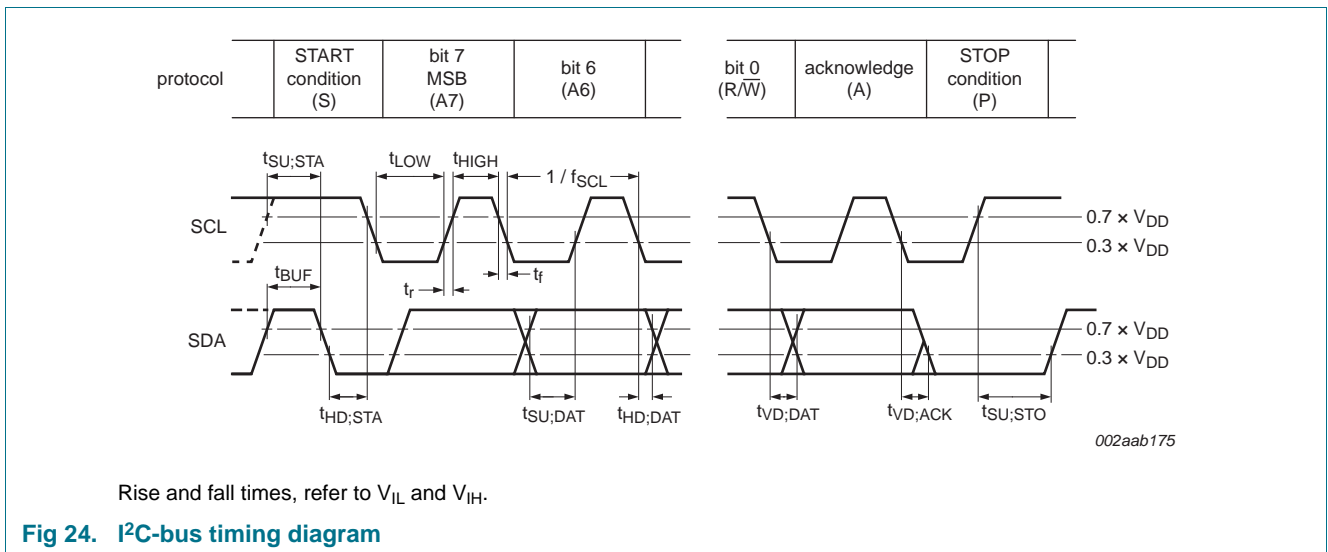 protocol
START
condition
(S)
bit 7
MSB
(A7)
bit 6
(A6)
bit 0
(R/W̅)
acknowledge
(A)
STOP
condition
(P)
tSU;STA
tLOW
tHIGH
1 / fSCL
SCL
0.7 × VDD
0.3 × VDD
tBUF
tr
tf
SDA
0.7 × VDD
0.3 × VDD
tHD;STA
tSU;DAT
tHD;DAT
tVD;DAT
tVD;ACK
tSU;STO
002aab175
Rise and fall times, refer to VIL and VIH.
Fig 24. I²C-bus timing diagram